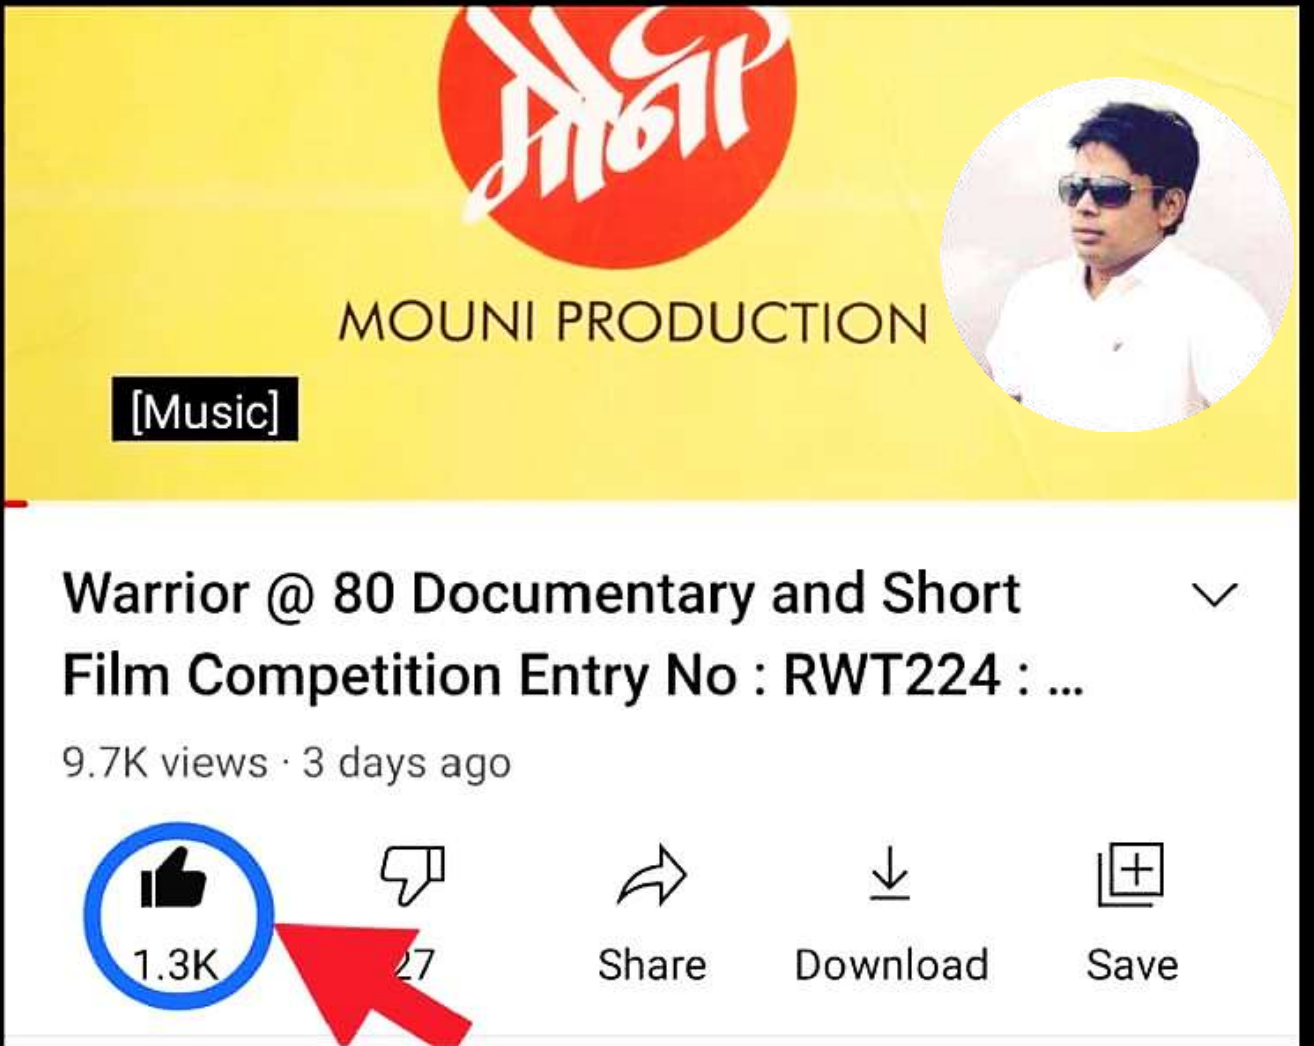 मौनी
MOUNI PRODUCTION
[Music]
Warrior @ 80 Documentary and Short
Film Competition Entry No : RWT224 : ...
9.7K views · 3 days ago
1.3K 27 Share Download Save